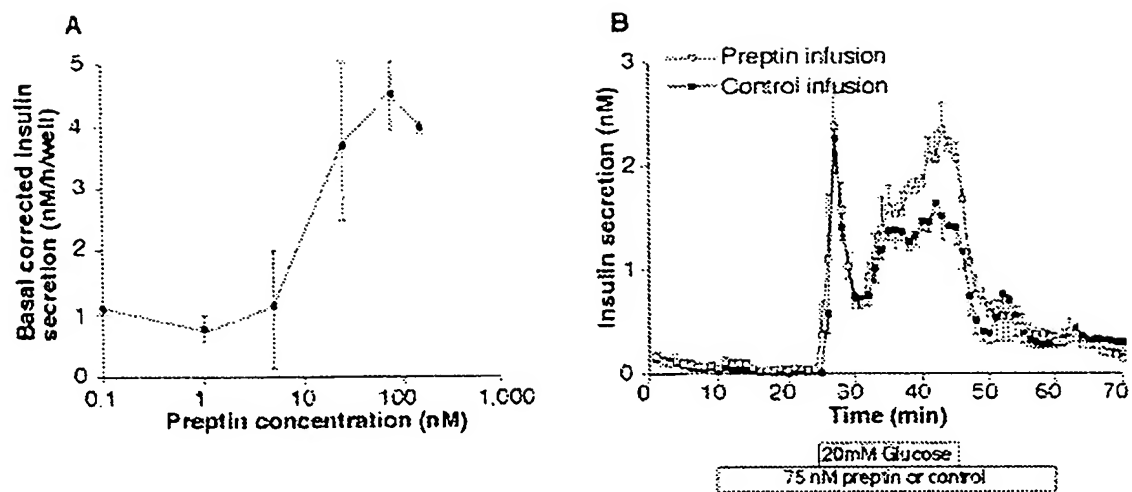 A
Basal corrected insulin
secretion (nM/h/well)
5
4
3
2
1
0
0.1
1
10
100
1,000
Preptin concentration (nM)
B
Preptin infusion
Control infusion
Insulin secretion (nM)
3
2
1
0
0
10
20
30
40
50
60
70
Time (min)
20mM Glucose
75 nM preptin or control